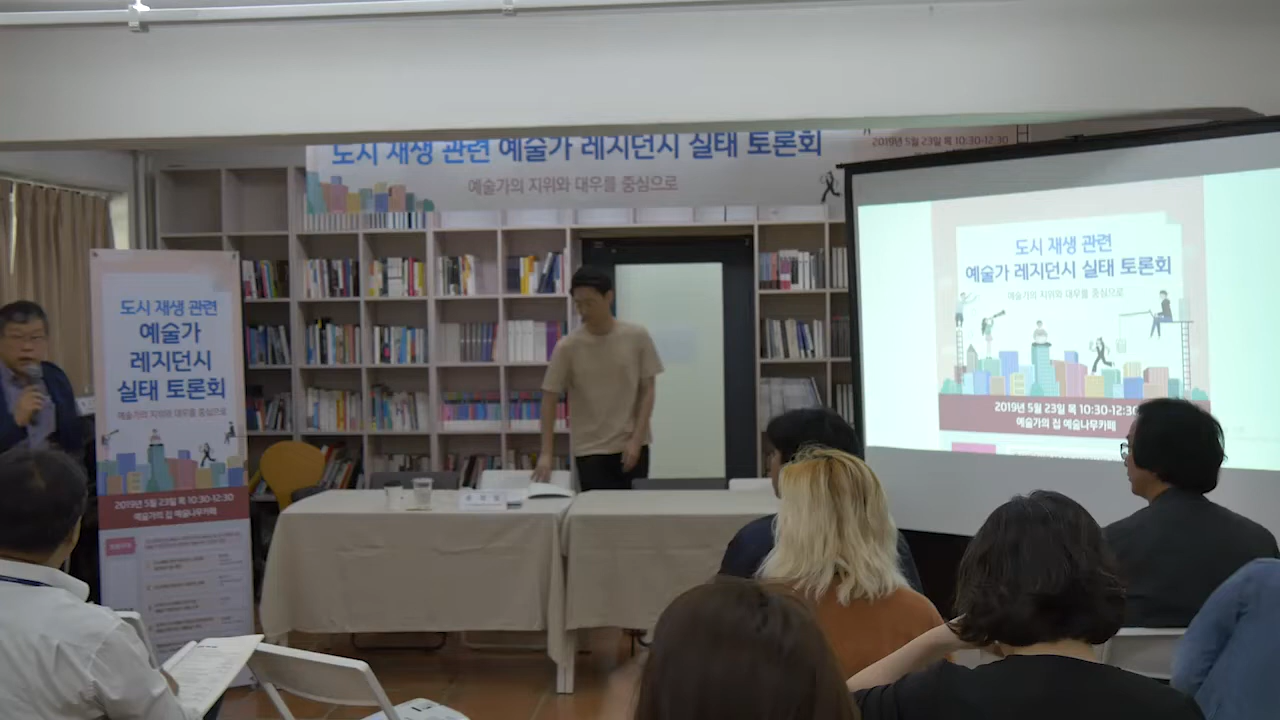 도시 재생 관련 예술가 레지던시 실태 토론회
2019년 5월 23일 목 10:30-12:30
예술가의 지위와 대우를 중심으로
도시 재생 관련
예술가
레지던시
실태 토론회
예술가의 지위와 대우를 중심으로
2019년 5월 23일 목 10:30-12:30
예술가의 집 예술나무카페
도시 재생 관련
예술가 레지던시 실태 토론회
예술가의 지위와 대우를 중심으로
2019년 5월 23일 목 10:30-12:30
예술가의 집 예술나무카페